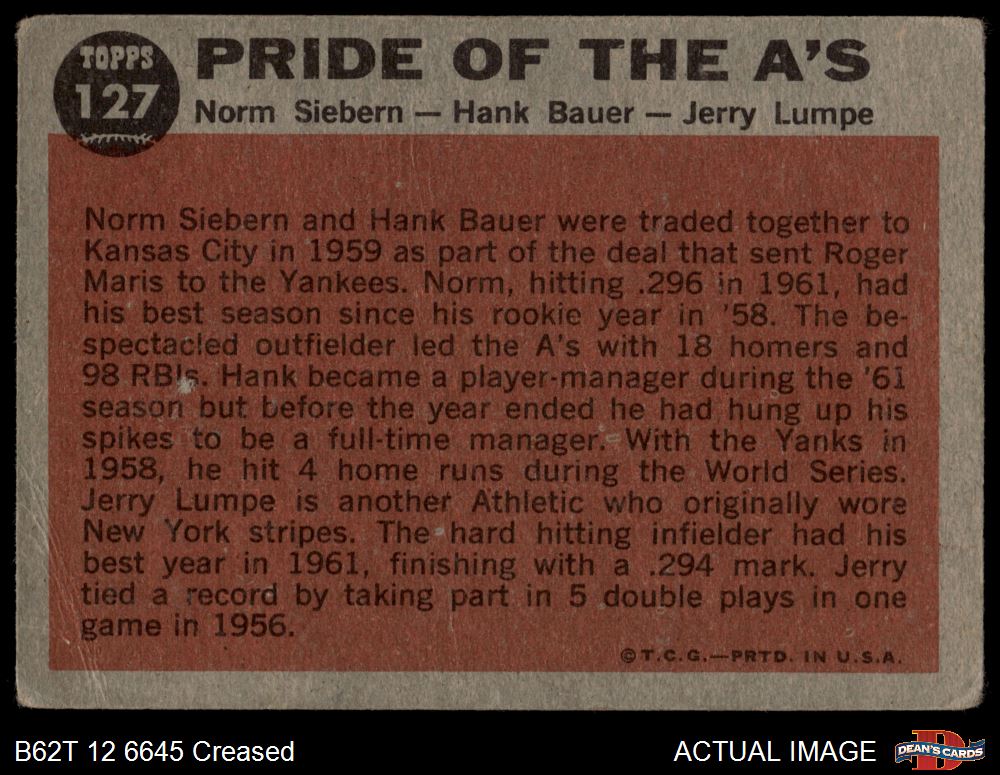 TOPPS
127
PRIDE OF THE A'S
Norm Siebern — Hank Bauer — Jerry Lumpe
Norm Siebern and Hank Bauer were traded together to
Kansas City in 1959 as part of the deal that sent Roger
Maris to the Yankees. Norm, hitting .296 in 1961, had
his best season since his rookie year in '58. The be-
spectacled outfielder led the A's with 18 homers and
98 RBIs. Hank became a player-manager during the '61
season but before the year ended he had hung up his
spikes to be a full-time manager. With the Yanks in
1958, he hit 4 home runs during the World Series.
Jerry Lumpe is another Athletic who originally wore
New York stripes. The hard hitting infielder had his
best year in 1961, finishing with a .294 mark. Jerry
tied a record by taking part in 5 double plays in one
game in 1956.
©T.C.G.—PRTD. IN U.S.A.
B62T 12 6645 Creased
ACTUAL IMAGE
D
DEAN'S CARDS